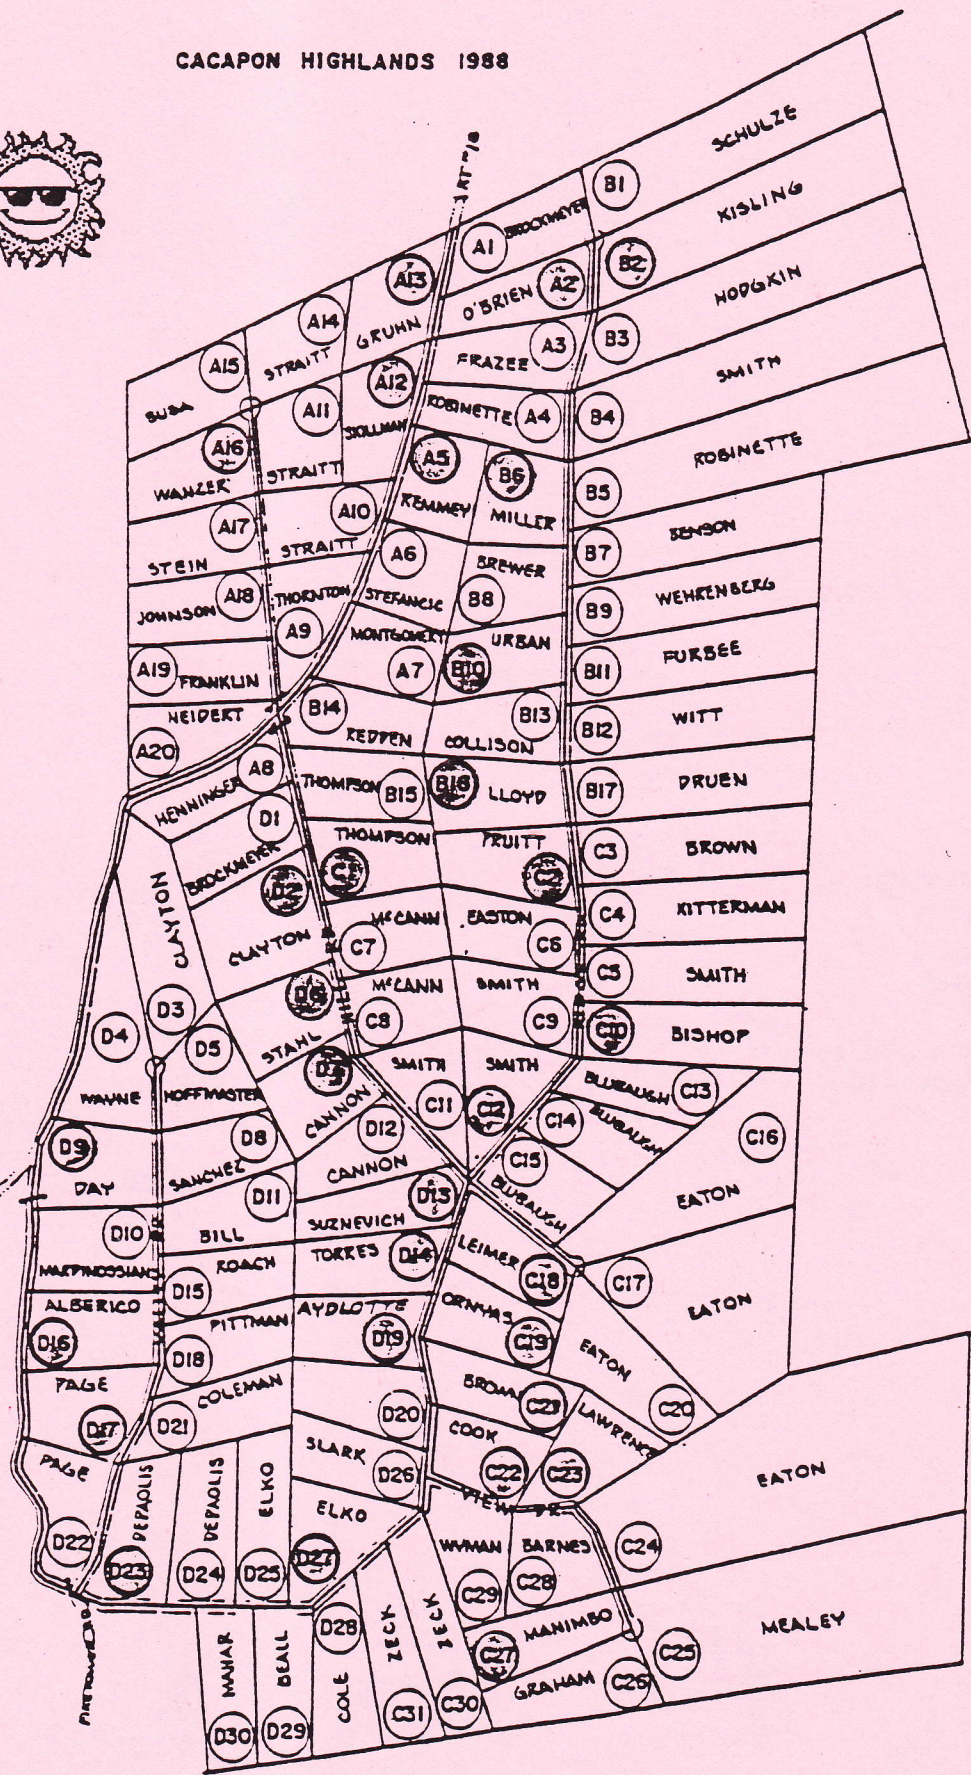 CACAPON HIGHLANDS 1988
RT #18
SCHULZE
B1
BROCKMEYER
A1
KISLING
B2
A13
O'BRIEN
A2
HODGKIN
A14
GRUHN
B3
STRAITT
FRAZEE
A3
A15
SMITH
A12
BUBA
A11
ROBINETTE
A4
B4
A16
STRAITT
ROBINETTE
WANZER
A5
B6
B5
KEMMEY
MILLER
A17
A10
BENSON
STEIN
STRAITT
A6
BREWER
B7
A18
THORNTON
STEFANCIC
B8
WEHRENBERG
JOHNSON
B9
A9
MONTGOMERY
URBAN
A19
FRANKLIN
A7
B10
FURBEE
B11
HEIDERT
B14
B13
WITT
A20
REDDEN
COLLISON
B12
A8
HENNINGER
THOMPSON
B15
B16
LLOYD
DRUEN
B17
D1
THOMPSON
PRUITT
BROWN
BROCKMEYER
C1
C2
C3
D2
CLAYTON
McCANN
EASTON
C4
KITTERMAN
CLAYTON
C7
C6
C5
SMITH
D6
McCANN
SMITH
D3
C8
C9
C10
BISHOP
D4
D5
STAHL
D7
SMITH
SMITH
BLUBAUGH
C13
WAYNE
HOFFMASTER
CANNON
C11
C12
C14
BLUBAUGH
C16
D9
D8
D12
C15
DAY
SANCHEZ
CANNON
BLUBAUGH
EATON
D11
D13
D10
BILL
SUZNEVICH
LEIMER
ROACH
TORRES
D14
C18
C17
D15
ORNYAS
EATON
ALBERICO
PITTMAN
AYDLOTTE
D16
D18
D19
C19
EATON
PAGE
COLEMAN
BROWN
C21
C20
D17
D21
D20
COOK
LAWRENCE
PAGE
SLARK
D26
C22
C23
EATON
DEPAOLIS
DEPAOLIS
ELKO
ELKO
VIEW DR.
D22
WYMAN
BARNES
C24
D23
D24
D25
D27
C29
C28
D28
ZECK
ZECK
MANIMBO
MEALEY
FIRETOWER RD
MAHAR
BEALL
COLE
C27
C25
GRAHAM
C26
D30
D29
C31
C30